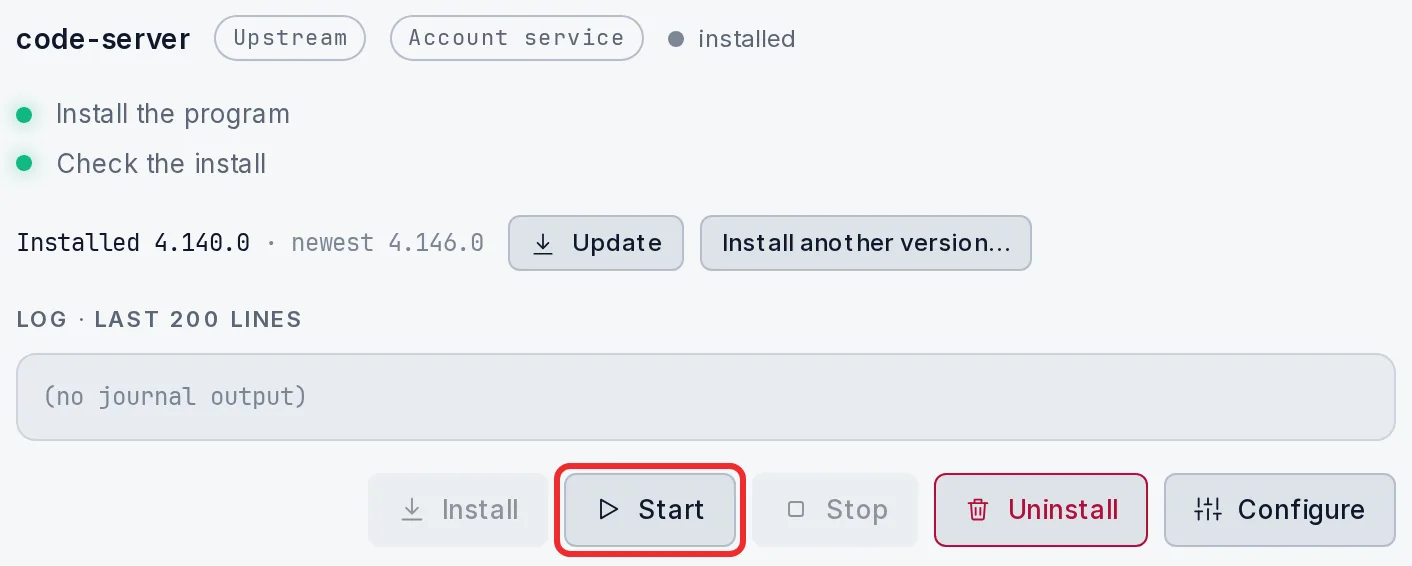 code-server Upstream Account service installed
Install the program
Check the install
Installed 4.140.0 · newest 4.146.0 Update Install another version...
LOG · LAST 200 LINES
(no journal output)
Install Start Stop Uninstall Configure